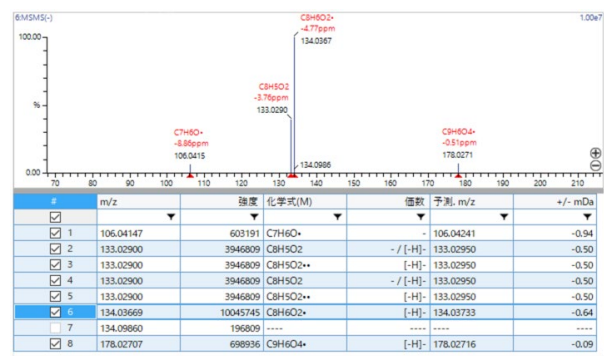 6:MSMS(-)
1.00e7
C8H6O2•
-4.77ppm
134.0367
100.00
C8H5O2
-3.76ppm
133.0290
%
C7H6O•
-8.86ppm
106.0415
C9H6O4•
-0.51ppm
178.0271
134.0986
0.00
70 80 90 100 110 120 130 140 150 160 170 180 190 200 210
# m/z 強度 化学式(M) 価数 予測. m/z +/- mDa
1 106.04147 603191 C7H6O• - 106.04241 -0.94
2 133.02900 3946809 C8H5O2 - / [-H]- 133.02950 -0.50
3 133.02900 3946809 C8H5O2•• [-H]- 133.02950 -0.50
4 133.02900 3946809 C8H5O2 - / [-H]- 133.02950 -0.50
5 133.02900 3946809 C8H5O2•• [-H]- 133.02950 -0.50
6 134.03669 10045745 C8H6O2• [-H]- 134.03733 -0.64
7 134.09860 196809 ---- ---- ---- ----
8 178.02707 698936 C9H6O4• [-H]- 178.02716 -0.09